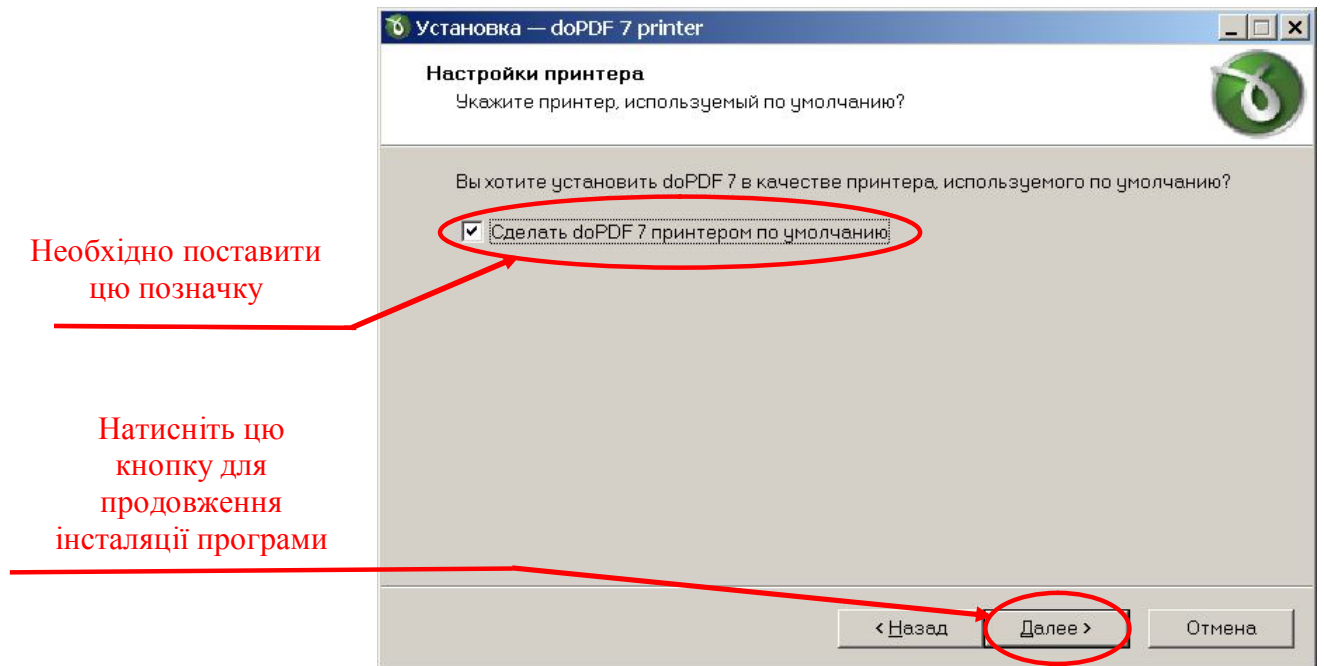 Установка — doPDF 7 printer
Настройки принтера
Укажите принтер, используемый по умолчанию?
Вы хотите установить doPDF 7 в качестве принтера, используемого по умолчанию?
Сделать doPDF 7 принтером по умолчанию
Необхідно поставити
цю позначку
Натисніть цю
кнопку для
продовження
інсталяції програми
< Назад
Далее >
Отмена